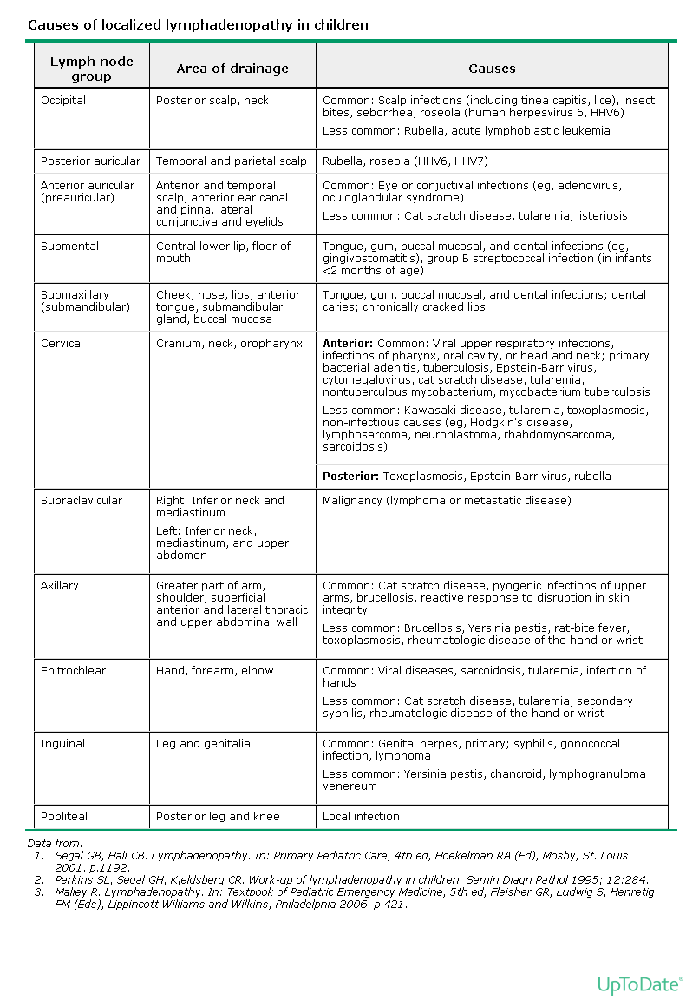 Causes of localized lymphadenopathy in children
Lymph node
group
Area of drainage
Causes
Occipital
Posterior scalp, neck
Common: Scalp infections (including tinea capitis, lice), insect
bites, seborrhea, roseola (human herpesvirus 6, HHV6)
Less common: Rubella, acute lymphoblastic leukemia
Posterior auricular
Temporal and parietal scalp
Rubella, roseola (HHV6, HHV7)
Anterior auricular
(preauricular)
Anterior and temporal
scalp, anterior ear canal
and pinna, lateral
conjunctiva and eyelids
Common: Eye or conjuctival infections (eg, adenovirus,
oculoglandular syndrome)
Less common: Cat scratch disease, tularemia, listeriosis
Submental
Central lower lip, floor of
mouth
Tongue, gum, buccal mucosal, and dental infections (eg,
gingivostomatitis), group B streptococcal infection (in infants
<2 months of age)
Submaxillary
(submandibular)
Cheek, nose, lips, anterior
tongue, submandibular
gland, buccal mucosa
Tongue, gum, buccal mucosal, and dental infections; dental
caries; chronically cracked lips
Cervical
Cranium, neck, oropharynx
Anterior: Common: Viral upper respiratory infections,
infections of pharynx, oral cavity, or head and neck; primary
bacterial adenitis, tuberculosis, Epstein-Barr virus,
cytomegalovirus, cat scratch disease, tularemia,
nontuberculous mycobacterium, mycobacterium tuberculosis
Less common: Kawasaki disease, tularemia, toxoplasmosis,
non-infectious causes (eg, Hodgkin's disease,
lymphosarcoma, neuroblastoma, rhabdomyosarcoma,
sarcoidosis)
Posterior: Toxoplasmosis, Epstein-Barr virus, rubella
Supraclavicular
Right: Inferior neck and
mediastinum
Left: Inferior neck,
mediastinum, and upper
abdomen
Malignancy (lymphoma or metastatic disease)
Axillary
Greater part of arm,
shoulder, superficial
anterior and lateral thoracic
and upper abdominal wall
Common: Cat scratch disease, pyogenic infections of upper
arms, brucellosis, reactive response to disruption in skin
integrity
Less common: Brucellosis, Yersinia pestis, rat-bite fever,
toxoplasmosis, rheumatologic disease of the hand or wrist
Epitrochlear
Hand, forearm, elbow
Common: Viral diseases, sarcoidosis, tularemia, infection of
hands
Less common: Cat scratch disease, tularemia, secondary
syphilis, rheumatologic disease of the hand or wrist
Inguinal
Leg and genitalia
Common: Genital herpes, primary; syphilis, gonococcal
infection, lymphoma
Less common: Yersinia pestis, chancroid, lymphogranuloma
venereum
Popliteal
Posterior leg and knee
Local infection
Data from:
1. Segal GB, Hall CB. Lymphadenopathy. In: Primary Pediatric Care, 4th ed, Hoekelman RA (Ed), Mosby, St. Louis
2001. p.1192.
2. Perkins SL, Segal GH, Kjeldsberg CR. Work-up of lymphadenopathy in children. Semin Diagn Pathol 1995; 12:284.
3. Malley R. Lymphadenopathy. In: Textbook of Pediatric Emergency Medicine, 5th ed, Fleisher GR, Ludwig S, Henretig
FM (Eds), Lippincott Williams and Wilkins, Philadelphia 2006. p.421.
UpToDate®